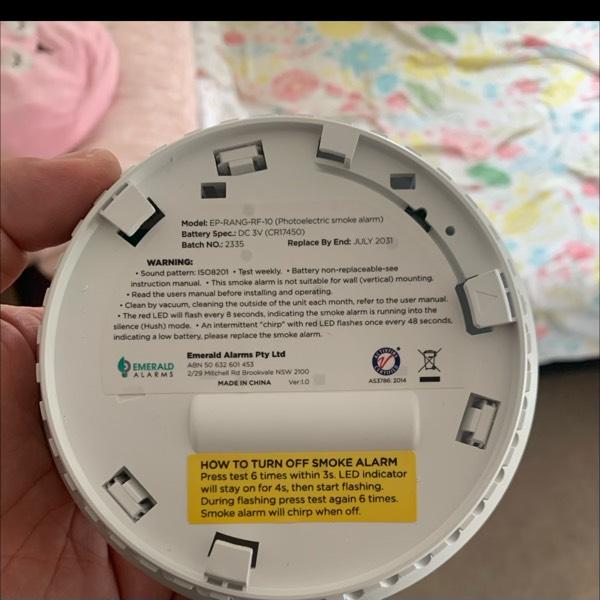 Model: EP-RANG-RF-10 (Photoelectric smoke alarm)
Battery Spec.: DC 3V (CR17450)
Batch NO.: 2335 Replace By End: JULY 2031
WARNING:
• Sound pattern: ISO8201 • Test weekly. • Battery non-replaceable-see
instruction manual. • This smoke alarm is not suitable for wall (vertical) mounting.
• Read the users manual before installing and operating.
• Clean by vacuum, cleaning the outside of the unit each month, refer to the user manual.
• The red LED will flash every 8 seconds, indicating the smoke alarm is running into the
silence (Hush) mode. • An intermittent "chirp" with red LED flashes once every 48 seconds,
indicating a low battery, please replace the smoke alarm.
EMERALD
ALARMS
Emerald Alarms Pty Ltd
ABN 50 632 601 453
2/29 Mitchell Rd Brookvale NSW 2100
MADE IN CHINA Ver:1.0
AS3786: 2014
HOW TO TURN OFF SMOKE ALARM
Press test 6 times within 3s. LED indicator
will stay on for 4s, then start flashing.
During flashing press test again 6 times.
Smoke alarm will chirp when off.